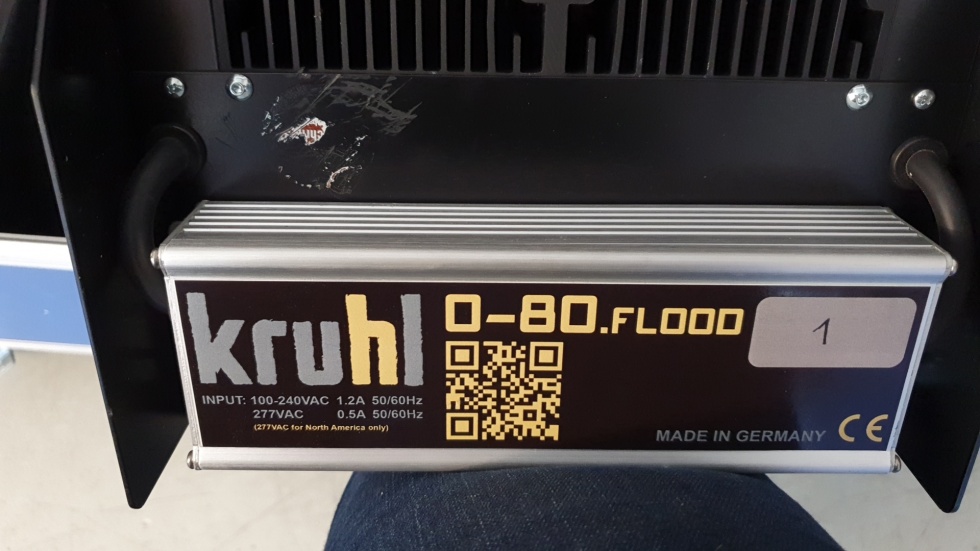 kruhl
0-80.FLOOD
1
INPUT: 100-240VAC 1.2A 50/60Hz
277VAC 0.5A 50/60Hz
(277VAC for North America only)
MADE IN GERMANY CE